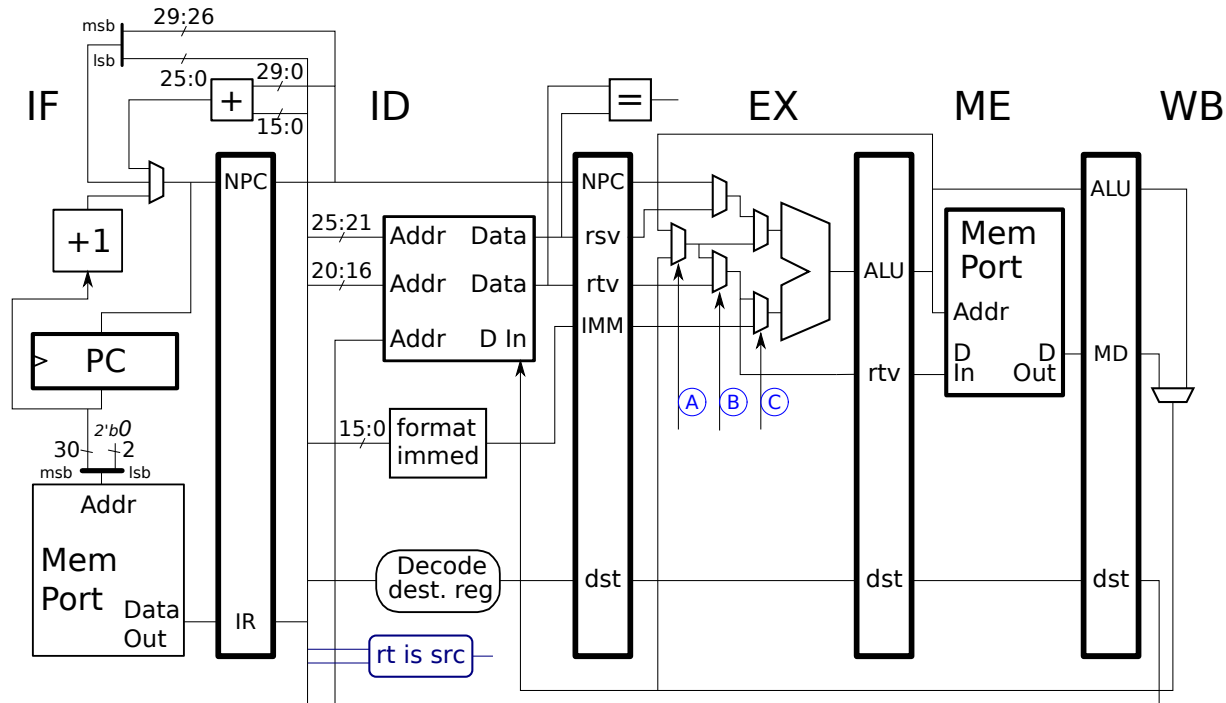 29:26
msb
lsb
25:0
29:0
+
15:0
=
IF
ID
EX
ME
WB
NPC
NPC
ALU
+1
25:21
Addr
Data
rsv
20:16
Addr
Data
rtv
ALU
Mem
Port
Addr
Addr
D In
IMM
PC
D
In
D
Out
MD
rtv
A
B
C
15:0
format
immed
2'b0
30
2
msb
lsb
Addr
Mem
Port
Data
Out
IR
Decode
dest. reg
dst
dst
dst
rt is src